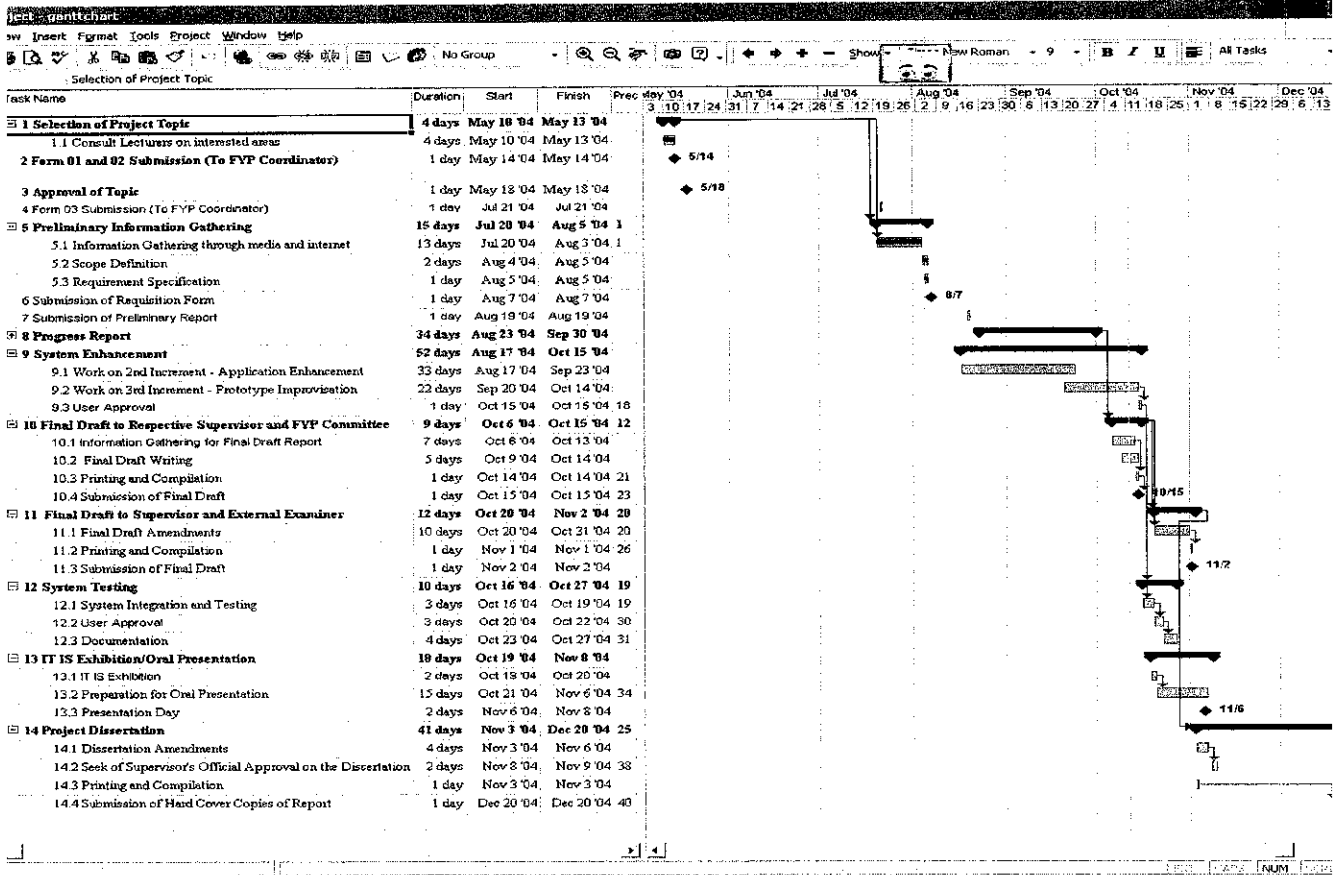 ject - ganttchart
ew Insert Format Tools Project Window Help
No Group Show New Roman 9 B I U All Tasks
Selection of Project Topic
Task Name Duration Start Finish Prec May '04 Jun '04 Jul '04 Aug '04 Sep '04 Oct '04 Nov '04 Dec '04
3 10 17 24 31 7 14 21 28 5 12 19 26 2 9 16 23 30 6 13 20 27 4 11 18 25 1 8 15 22 29 6 13
1 Selection of Project Topic 4 days May 10 '04 May 13 '04
1.1 Consult Lecturers on interested areas 4 days May 10 '04 May 13 '04
2 Form 01 and 02 Submission (To FYP Coordinator) 1 day May 14 '04 May 14 '04 5/14
3 Approval of Topic 1 day May 18 '04 May 18 '04 5/18
4 Form 03 Submission (To FYP Coordinator) 1 day Jul 21 '04 Jul 21 '04
5 Preliminary Information Gathering 15 days Jul 20 '04 Aug 5 '04 1
5.1 Information Gathering through media and internet 13 days Jul 20 '04 Aug 3 '04 1
5.2 Scope Definition 2 days Aug 4 '04 Aug 5 '04
5.3 Requirement Specification 1 day Aug 5 '04 Aug 5 '04
6 Submission of Requisition Form 1 day Aug 7 '04 Aug 7 '04 8/7
7 Submission of Preliminary Report 1 day Aug 19 '04 Aug 19 '04
8 Progress Report 34 days Aug 23 '04 Sep 30 '04
9 System Enhancement 52 days Aug 17 '04 Oct 15 '04
9.1 Work on 2nd Increment - Application Enhancement 33 days Aug 17 '04 Sep 23 '04
9.2 Work on 3rd Increment - Prototype Improvisation 22 days Sep 20 '04 Oct 14 '04
9.3 User Approval 1 day Oct 15 '04 Oct 15 '04 18
10 Final Draft to Respective Supervisor and FYP Committee 9 days Oct 6 '04 Oct 15 '04 12
10.1 Information Gathering for Final Draft Report 7 days Oct 6 '04 Oct 13 '04
10.2 Final Draft Writing 5 days Oct 9 '04 Oct 14 '04
10.3 Printing and Compilation 1 day Oct 14 '04 Oct 14 '04 21
10.4 Submission of Final Draft 1 day Oct 15 '04 Oct 15 '04 23 10/15
11 Final Draft to Supervisor and External Examiner 12 days Oct 20 '04 Nov 2 '04 20
11.1 Final Draft Amendments 10 days Oct 20 '04 Oct 31 '04 20
11.2 Printing and Compilation 1 day Nov 1 '04 Nov 1 '04 26
11.3 Submission of Final Draft 1 day Nov 2 '04 Nov 2 '04 11/2
12 System Testing 10 days Oct 16 '04 Oct 27 '04 19
12.1 System Integration and Testing 3 days Oct 16 '04 Oct 19 '04 19
12.2 User Approval 3 days Oct 20 '04 Oct 22 '04 30
12.3 Documentation 4 days Oct 23 '04 Oct 27 '04 31
13 IT IS Exhibition/Oral Presentation 18 days Oct 19 '04 Nov 8 '04
13.1 IT IS Exhibition 2 days Oct 19 '04 Oct 20 '04
13.2 Preparation for Oral Presentation 15 days Oct 21 '04 Nov 6 '04 34
13.3 Presentation Day 2 days Nov 6 '04 Nov 8 '04 11/6
14 Project Dissertation 41 days Nov 3 '04 Dec 20 '04 25
14.1 Dissertation Amendments 4 days Nov 3 '04 Nov 6 '04
14.2 Seek of Supervisor's Official Approval on the Dissertation 2 days Nov 8 '04 Nov 9 '04 38
14.3 Printing and Compilation 1 day Nov 3 '04 Nov 3 '04
14.4 Submission of Hard Cover Copies of Report 1 day Dec 20 '04 Dec 20 '04 40
NUM